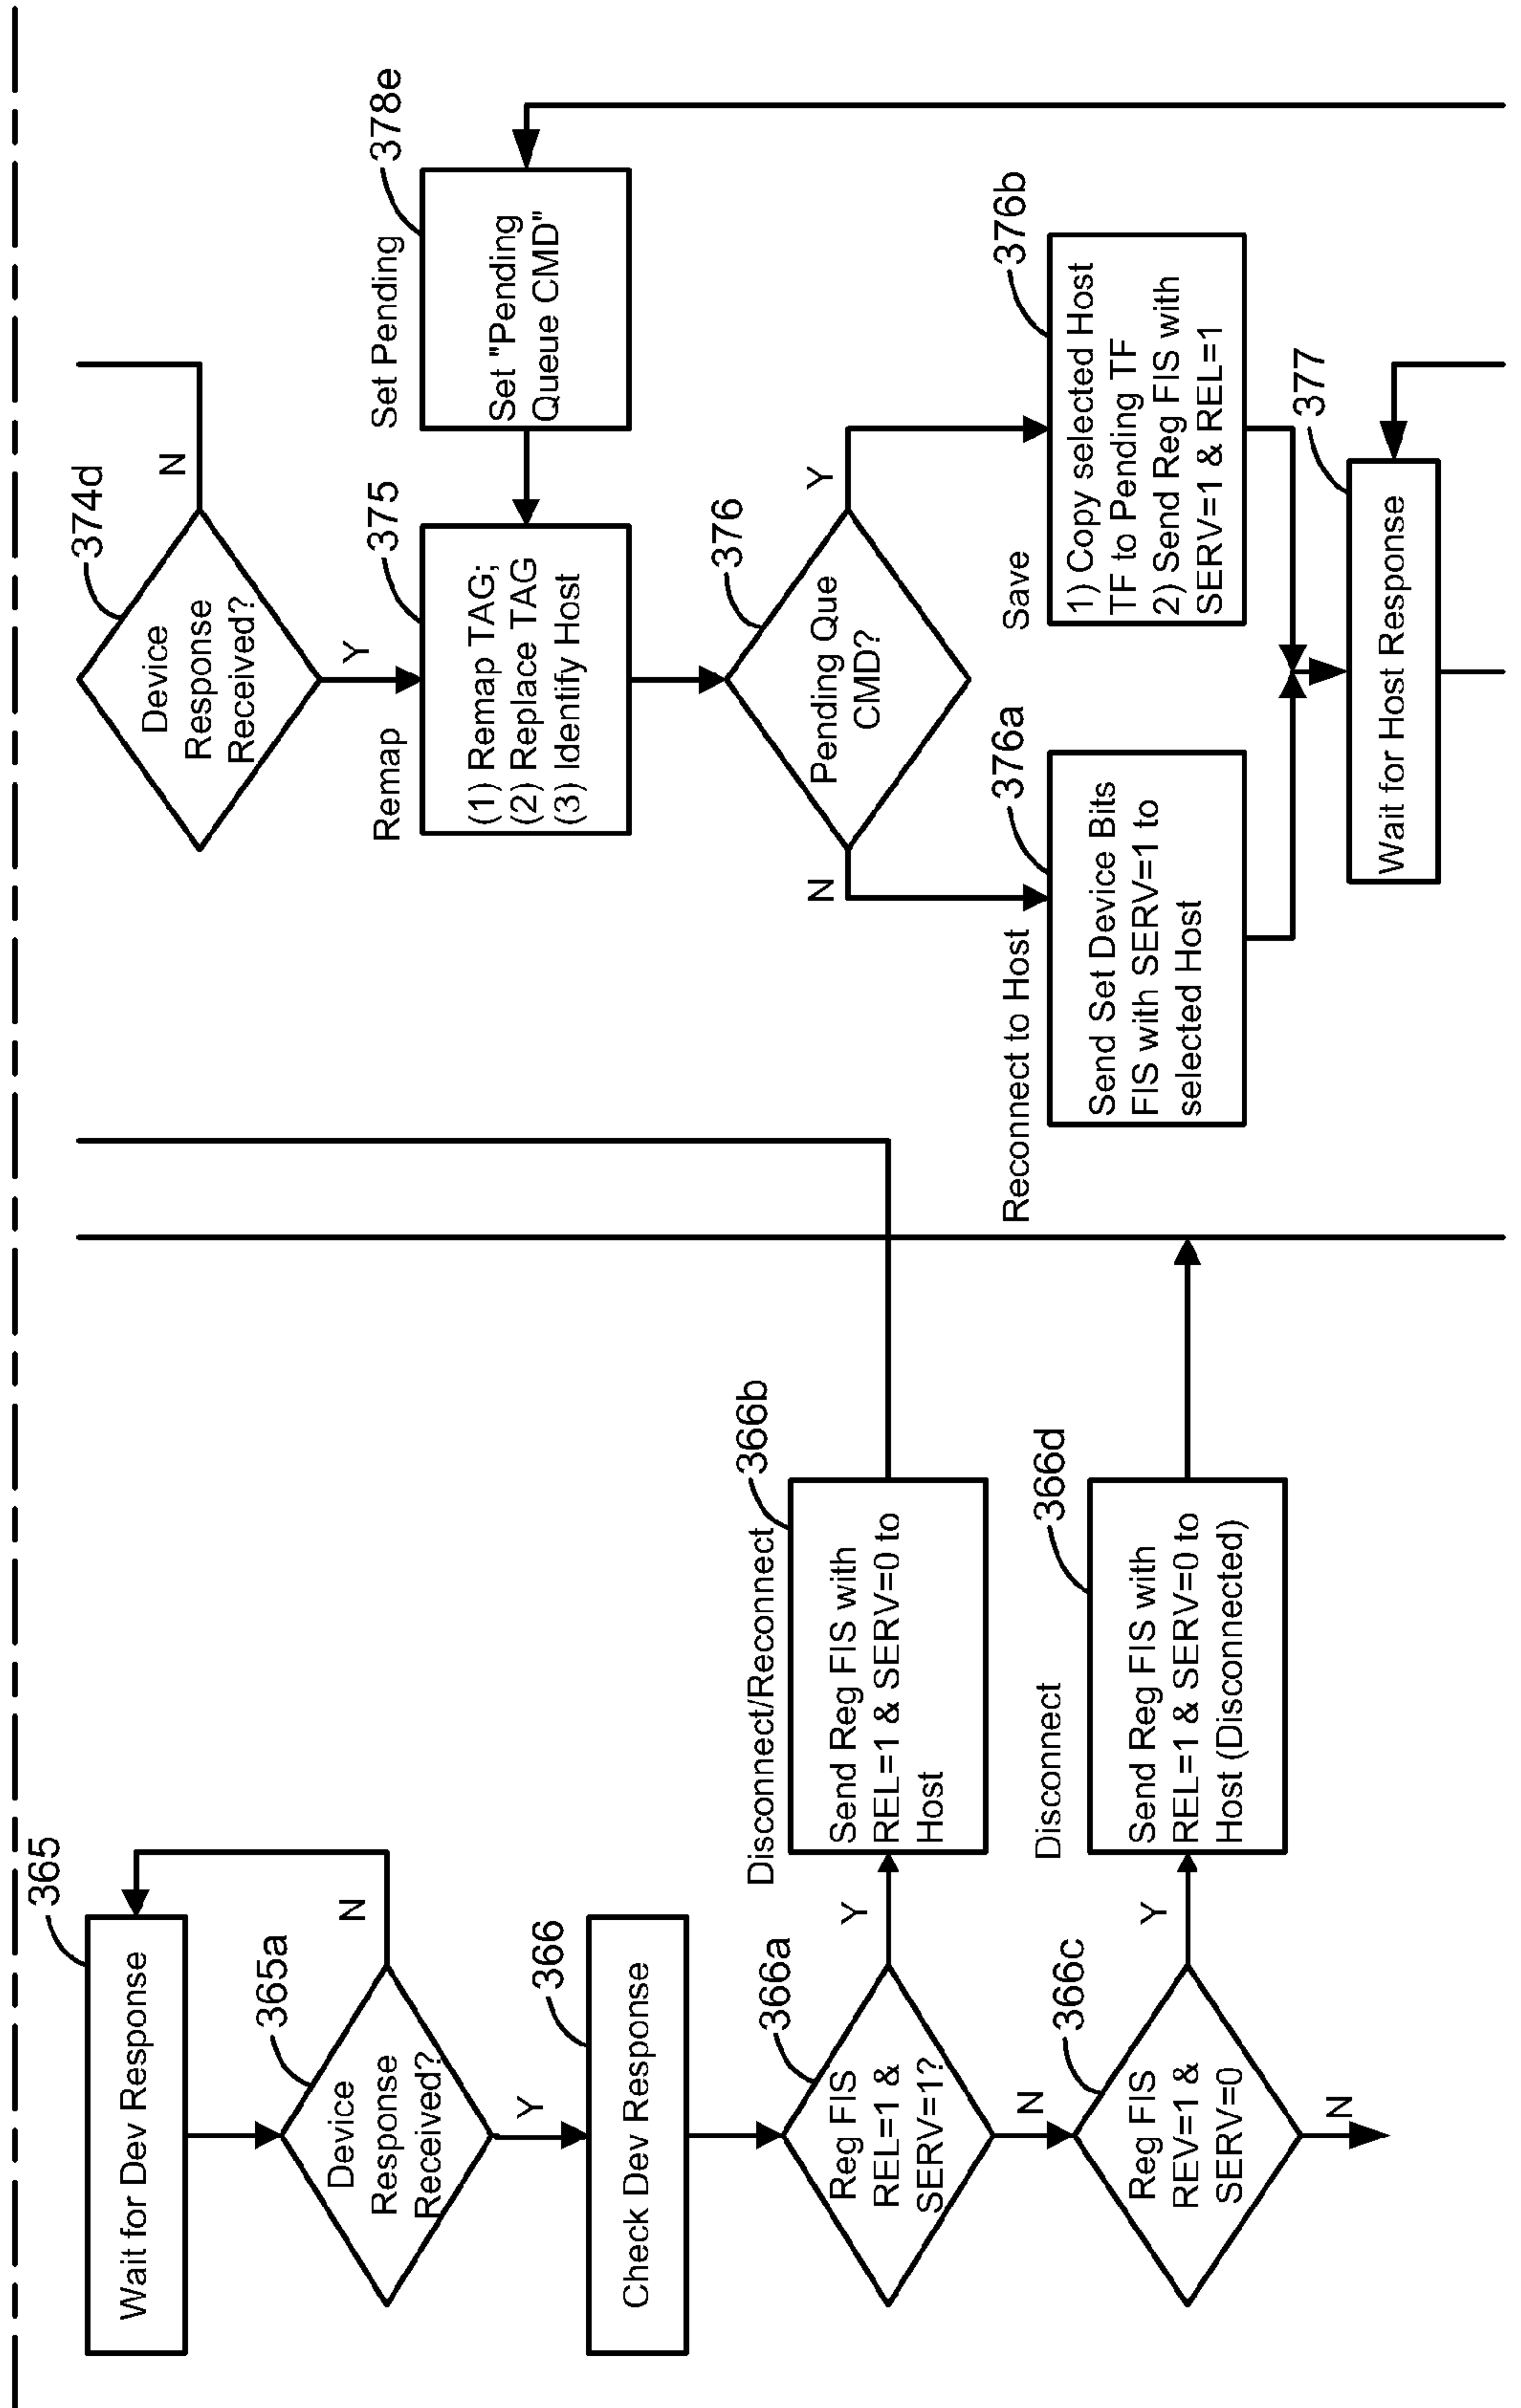 365
Wait for Dev Response
365a
Device
Response
Received?
N
Y
366
Check Dev Response
366a
Reg FIS
REL=1 &
SERV=1?
Y
N
Disconnect/Reconnect
366b
Send Reg FIS with
REL=1 & SERV=0 to
Host
366c
Reg FIS
REV=1 &
SERV=0
Y
N
Disconnect
366d
Send Reg FIS with
REL=1 & SERV=0 to
Host (Disconnected)
374d
Device
Response
Received?
N
Y
Remap
375
(1) Remap TAG;
(2) Replace TAG
(3) Identify Host
Set Pending
378e
Set "Pending
Queue CMD"
376
Pending Que
CMD?
N
Y
Reconnect to Host
376a
Send Set Device Bits
FIS with SERV=1 to
selected Host
Save
376b
1) Copy selected Host
TF to Pending TF
2) Send Reg FIS with
SERV=1 & REL=1
377
Wait for Host Response